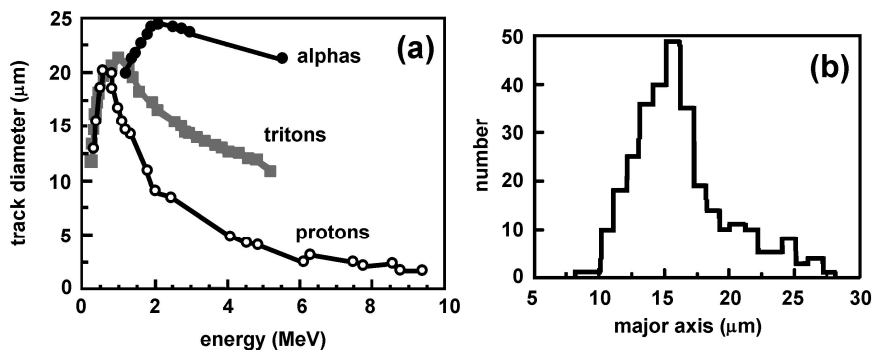 25
20
15
10
5
0
track diameter (μm)
0 2 4 6 8 10
energy (MeV)
(a)
alphas
tritons
protons
50
40
30
20
10
0
number
5 10 15 20 25 30
major axis (μm)
(b)